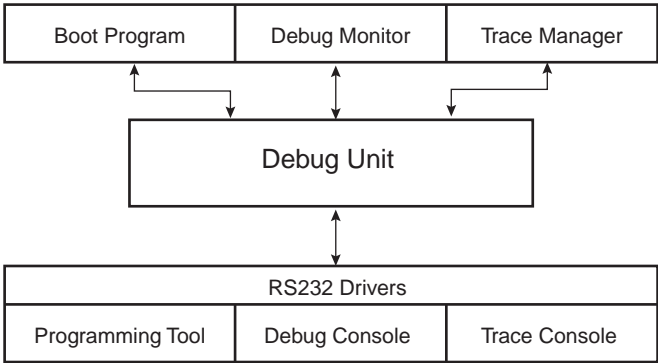 Boot Program
Debug Monitor
Trace Manager
Debug Unit
RS232 Drivers
Programming Tool
Debug Console
Trace Console